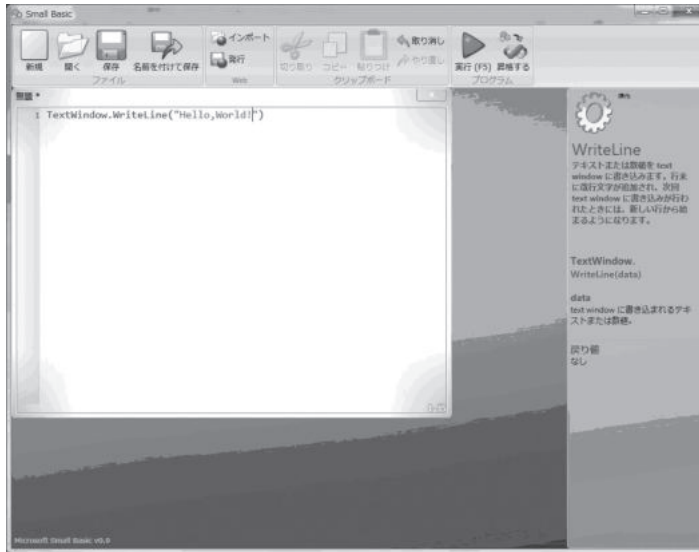 Small Basic
新規
開く
保存
名前を付けて保存
ファイル
インポート
発行
Web
切り取り
コピー
貼りつけ
クリップボード
取り消し
やり直し
実行 (F5)
昇格する
プログラム
無題 *
1 TextWindow.WriteLine("Hello,World!")
WriteLine
テキストまたは数値を text
window に書き込みます。行末
に復行文字が追加され、次回
text window に書き込みが行わ
れたときには、新しい行から始
まるようになります。
TextWindow.
WriteLine(data)
data
text window に書き込まれるテキ
ストまたは数値。
戻り値
なし
Microsoft Small Basic v0.9